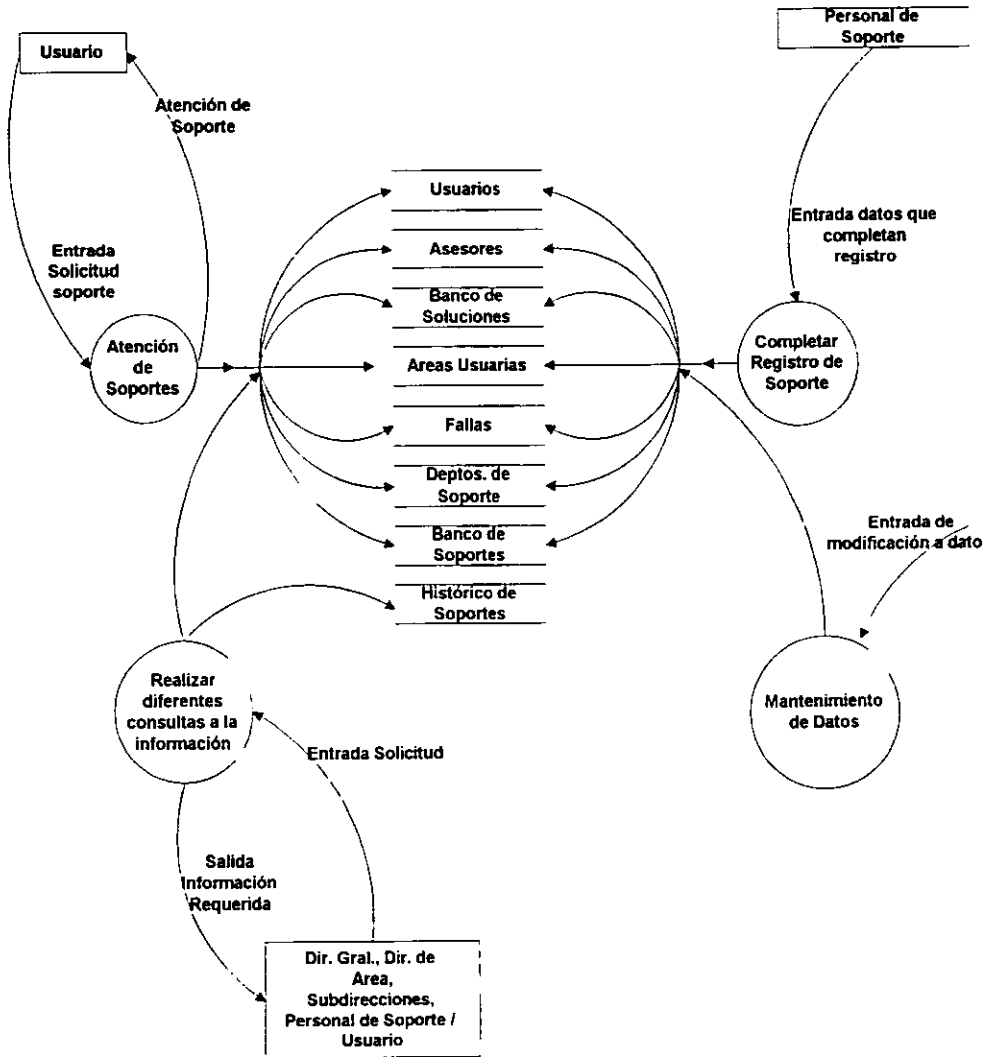 Personal de
Soporte
Usuario
Atención de
Soporte
Usuarios
Entrada datos que
completan
registro
Entrada
Solicitud
soporte
Asesores
Banco de
Soluciones
Atención
de
Soportes
Areas Usuarias
Completar
Registro de
Soporte
Fallas
Deptos. de
Soporte
Banco de
Soportes
Entrada de
modificación a dato
Histórico de
Soportes
Realizar
diferentes
consultas a la
información
Mantenimiento
de Datos
Entrada Solicitud
Salida
Información
Requerida
Dir. Gral., Dir. de
Area,
Subdirecciones,
Personal de Soporte /
Usuario